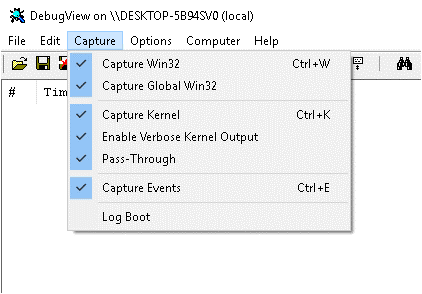 DebugView on \\DESKTOP-5B94SV0 (local)
File Edit Capture Options Computer Help
# Tim
Capture Win32 Ctrl+W
Capture Global Win32
Capture Kernel Ctrl+K
Enable Verbose Kernel Output
Pass-Through
Capture Events Ctrl+E
Log Boot